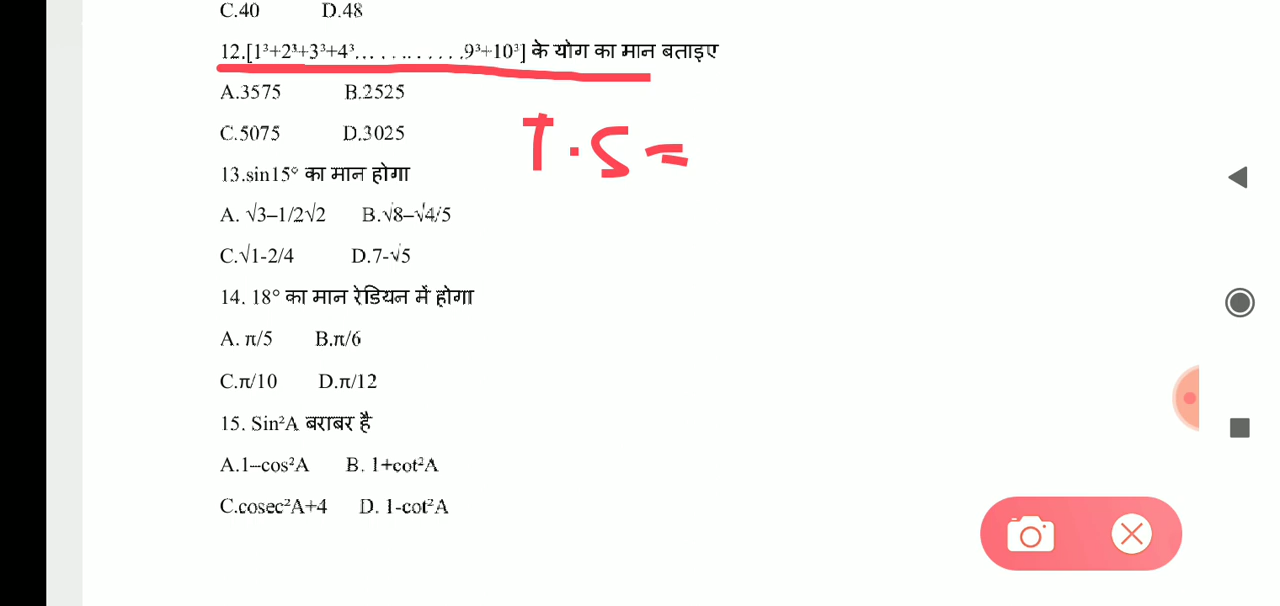 C.40 D.48
12.[1³+2³+3³+4³...........9³+10³] के योग का मान बताइए
A.3575 B.2525
C.5075 D.3025
T.S=
13.sin15° का मान होगा
A. √3–1/2√2 B.√8–√4/5
C.√1-2/4 D.7-√5
14. 18° का मान रेडियन में होगा
A. π/5 B.π/6
C.π/10 D.π/12
15. Sin²A बराबर है
A.1–cos²A B. 1+cot²A
C.cosec²A+4 D. 1-cot²A